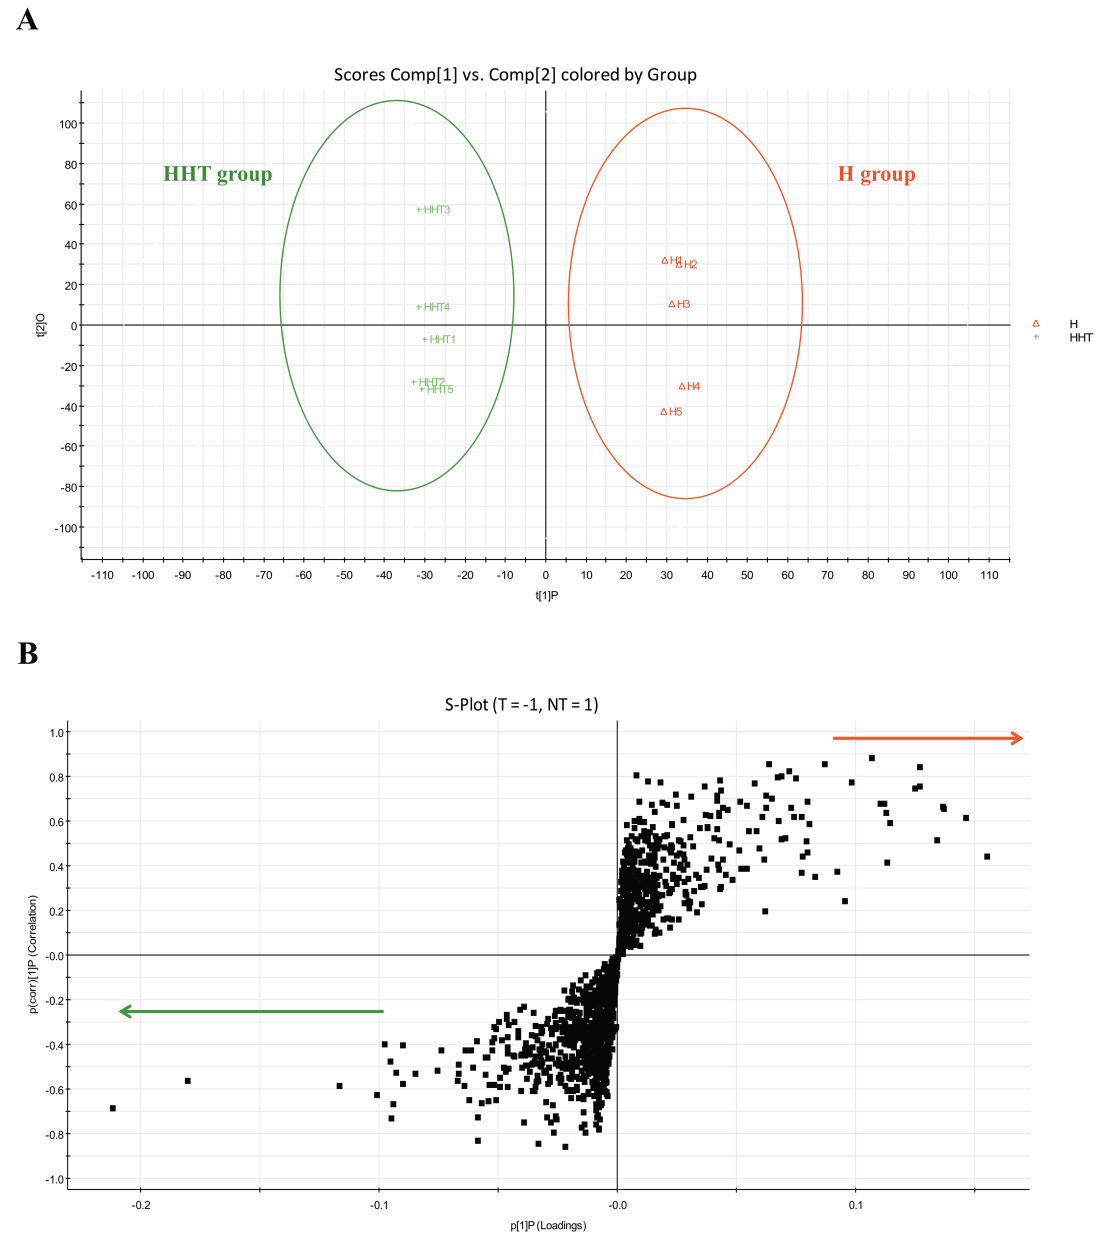 A
Scores Comp[1] vs. Comp[2] colored by Group
HHT group
H group
100
80
60
40
20
0
-20
-40
-60
-80
-100
t[2]O
HHT3
HHT4
HHT1
HHT2
HHT5
H1
H2
H3
H4
H5
H
HHT
-110 -100 -90 -80 -70 -60 -50 -40 -30 -20 -10 0 10 20 30 40 50 60 70 80 90 100 110
t[1]P
B
S-Plot (T = -1, NT = 1)
1.0
0.8
0.6
0.4
0.2
-0.0
-0.2
-0.4
-0.6
-0.8
-1.0
p(corr)[1]P (Correlation)
-0.2 -0.1 -0.0 0.1
p[1]P (Loadings)